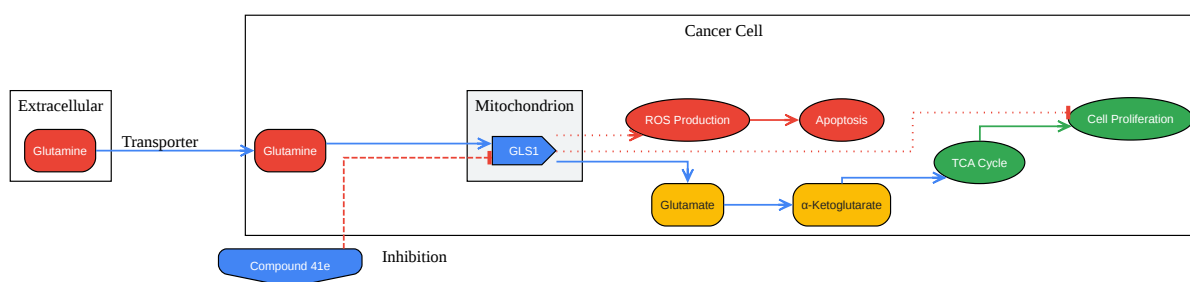 Cancer Cell
Extracellular
Mitochondrion
Glutamine
Transporter
Glutamine
GLS1
ROS Production
Apoptosis
Cell Proliferation
TCA Cycle
Glutamate
α-Ketoglutarate
Compound 41e
Inhibition